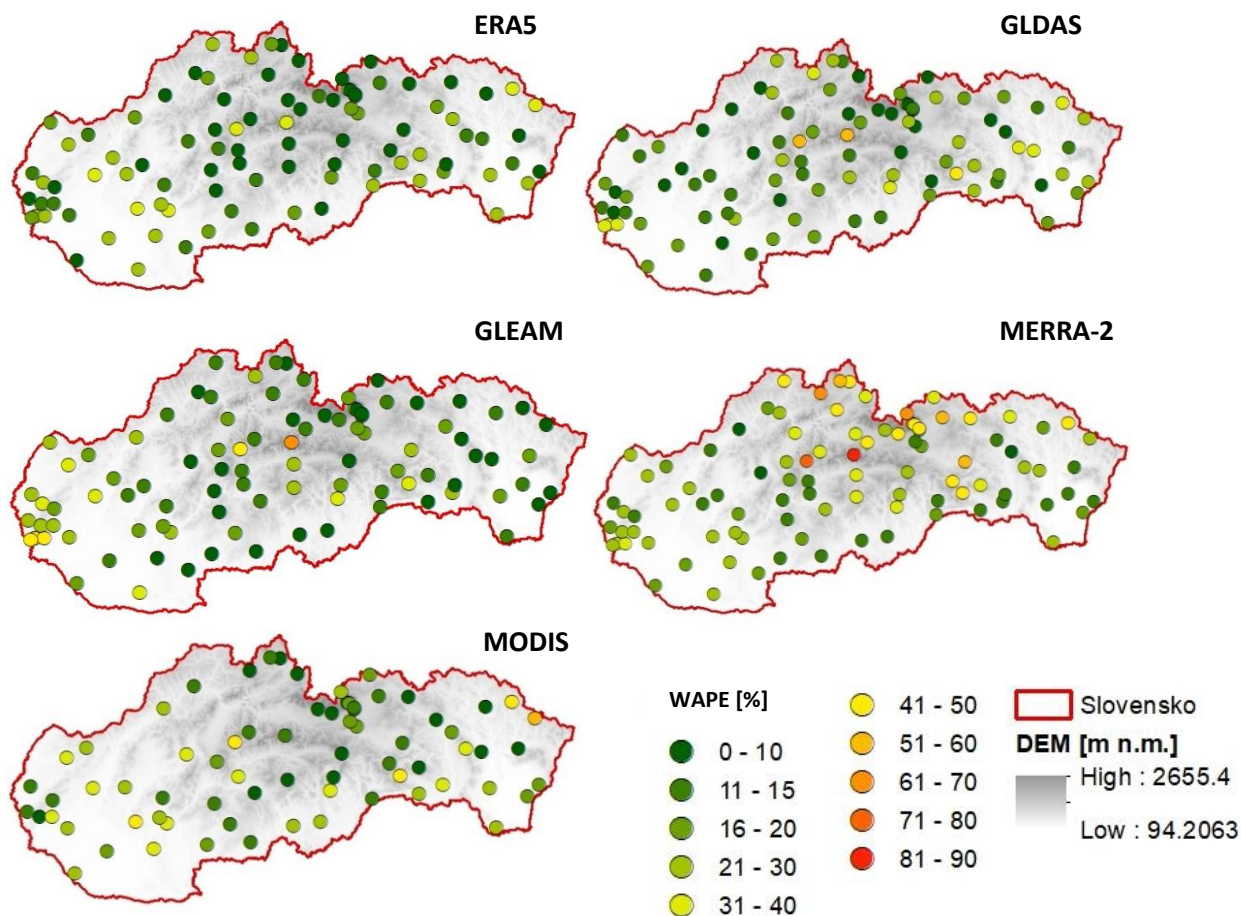 ERA5
GLDAS
GLEAM
MERRA-2
MODIS
WAPE [%]
0 - 10
11 - 15
16 - 20
21 - 30
31 - 40
41 - 50
51 - 60
61 - 70
71 - 80
81 - 90
Slovensko
DEM [m n.m.]
High : 2655.4
Low : 94.2063